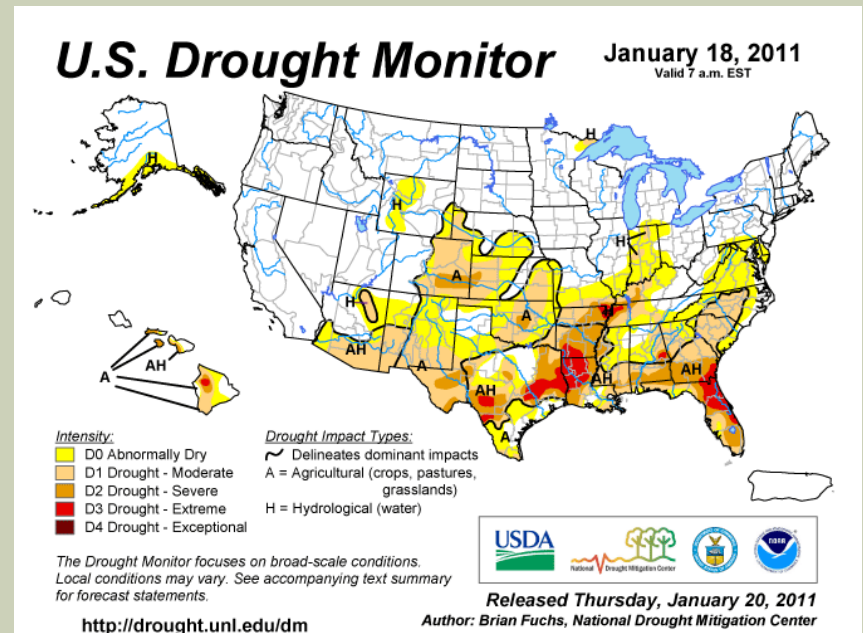 U.S. Drought Monitor
January 18, 2011
Valid 7 a.m. EST
H
H
H
H
A
H
A
AH
A
H
AH
AH
AH
A
A
AH
Intensity:
D0 Abnormally Dry
D1 Drought - Moderate
D2 Drought - Severe
D3 Drought - Extreme
D4 Drought - Exceptional
Drought Impact Types:
Delineates dominant impacts
A = Agricultural (crops, pastures,
grasslands)
H = Hydrological (water)
USDA
National Drought Mitigation Center
NOAA
The Drought Monitor focuses on broad-scale conditions.
Local conditions may vary. See accompanying text summary
for forecast statements.
http://drought.unl.edu/dm
Released Thursday, January 20, 2011
Author: Brian Fuchs, National Drought Mitigation Center